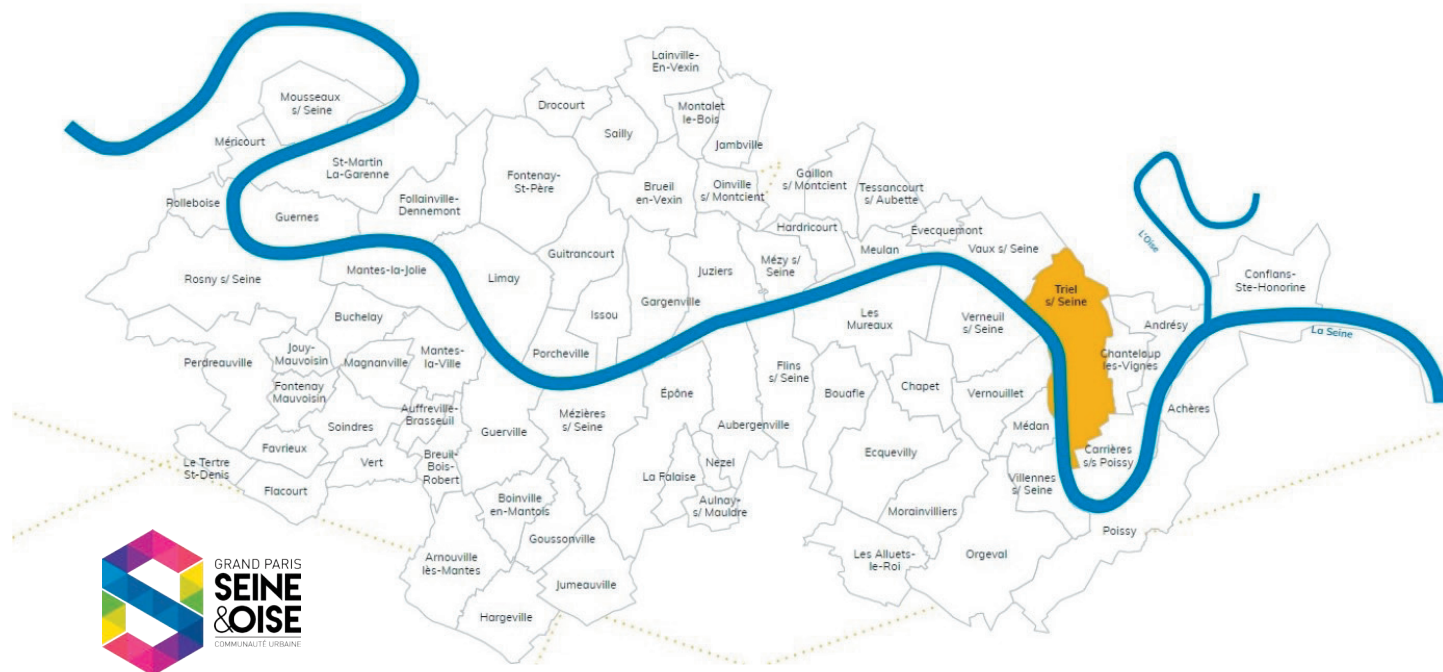 Lainville-
En-Vexin
Mousseaux
s/ Seine
Drocourt
Montalet
le-Bois
Sailly
Méricourt
Jambville
St-Martin
La-Garenne
Fontenay-
St-Père
Gaillon
s/ Montcient
Brueil
en-Vexin
Oinville
s/ Montcient
Tessancourt
s/ Aubette
Rolleboise
Follainville-
Dennemont
Guernes
Hardricourt
Évecquemont
Guitrancourt
Meulan
Vaux s/ Seine
L'Oise
Mézy s/
Seine
Mantes-la-Jolie
Limay
Juziers
Rosny s/ Seine
Conflans-
Ste-Honorine
Triel
s/ Seine
Gargenville
Issou
Buchelay
Les
Mureaux
Verneuil
s/ Seine
Andrésy
La Seine
Jouy-
Mauvoisin
Magnanville
Mantes-
la-Ville
Porcheville
Perdreauville
Chanteloup
les-Vignes
Flins
s/ Seine
Fontenay
Mauvoisin
Épône
Bouafle
Chapet
Vernouillet
Auffreville-
Brasseuil
Achères
Mézières
s/ Seine
Soindres
Guerville
Aubergenville
Médan
Favrieux
Carrières
s/s Poissy
Ecquevilly
Le Tertre
St-Denis
Vert
Breuil-
Bois-
Robert
La Falaise
Nézel
Villennes
s/ Seine
Flacourt
Boinville
en-Mantois
Aulnay-
s/ Mauldre
Morainvilliers
Poissy
Goussonville
Arnouville
lès-Mantes
Les Alluets-
le-Roi
Orgeval
Jumeauville
Hargeville
GRAND PARIS
SEINE
&OISE
COMMUNAUTÉ URBAINE